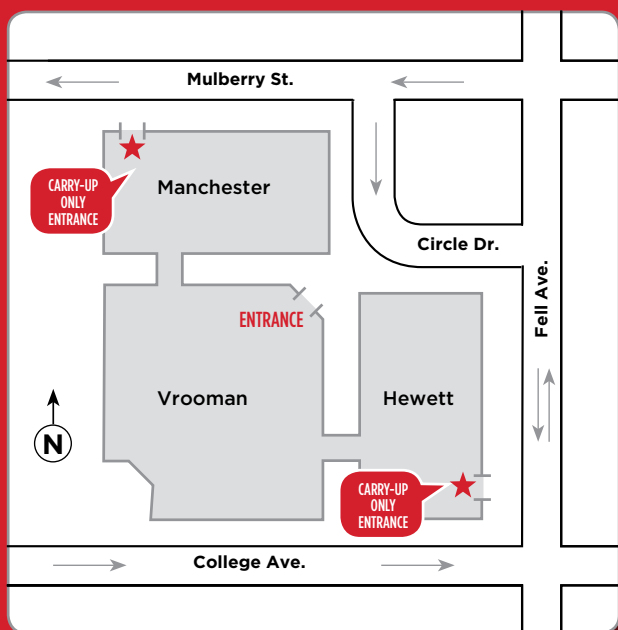 Mulberry St.
CARRY-UP
ONLY
ENTRANCE
Manchester
Circle Dr.
Fell Ave.
ENTRANCE
Vrooman
Hewett
N
CARRY-UP
ONLY
ENTRANCE
College Ave.